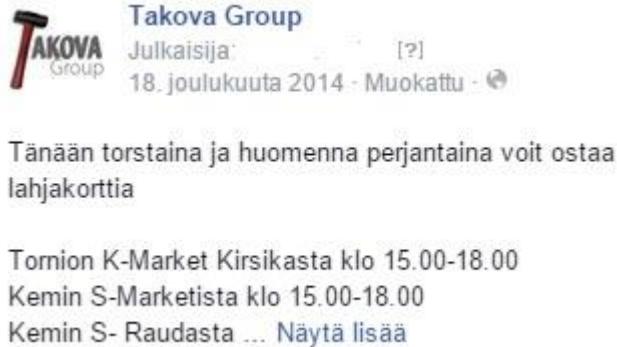 TAKOVA
Group
Takova Group
Julkaisija: [?]
18. joulukuuta 2014 · Muokattu ·
Tänään torstaina ja huomenna perjantaina voit ostaa
lahjakorttia
Tornion K-Market Kirsikasta klo 15.00-18.00
Kemin S-Marketista klo 15.00-18.00
Kemin S- Raudasta ... Näytä lisää